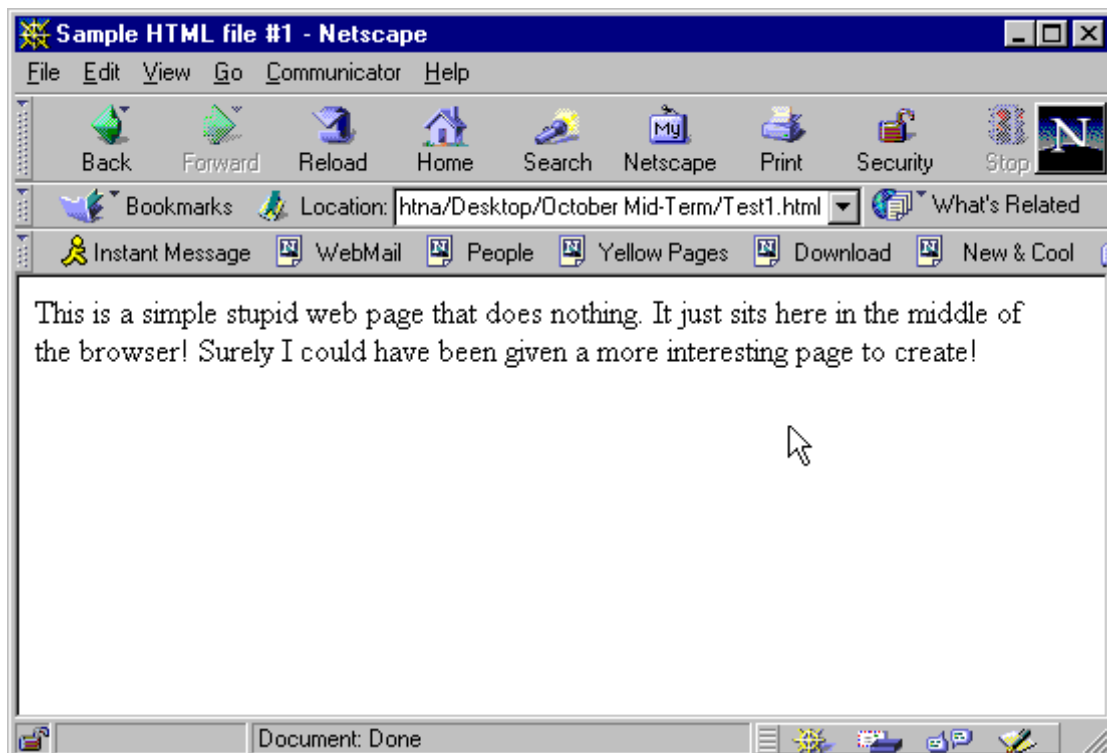 Sample HTML file #1 - Netscape
File Edit View Go Communicator Help
Back Forward Reload Home Search My Netscape Print Security Stop N
Bookmarks Location: htna/Desktop/October Mid-Term/Test1.html What's Related
Instant Message WebMail People Yellow Pages Download New & Cool
This is a simple stupid web page that does nothing. It just sits here in the middle of
the browser! Surely I could have been given a more interesting page to create!
Document: Done